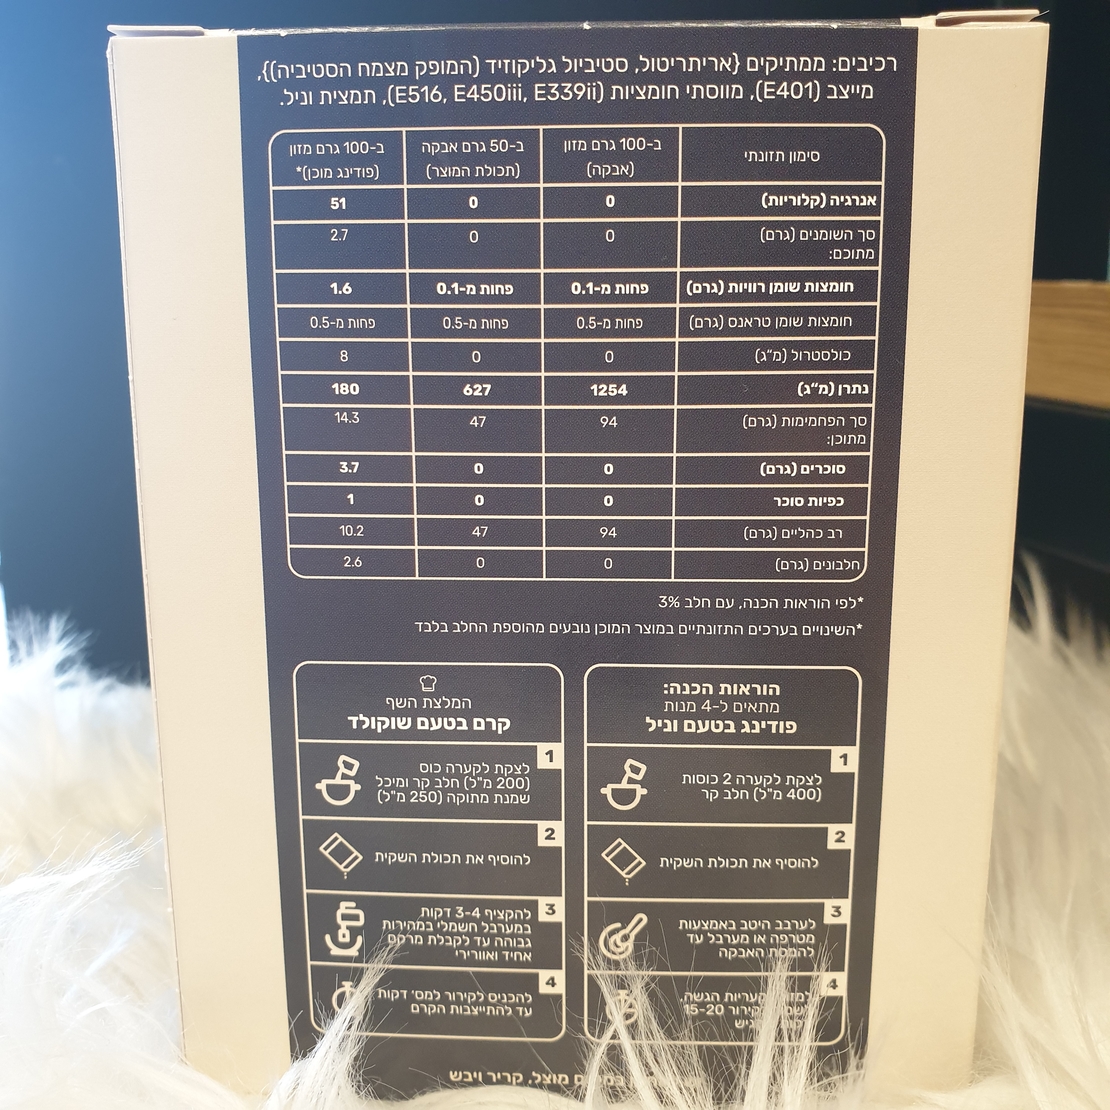 רכיבים: ממתיקים {אריתריטול, סטיביול גליקוזיד (המופק מצמח הסטיביה)},
מייצב (E401), מווסתי חומציות (E516, E450iii, E339ii), תמצית וניל.
סימון תזונתי | ב-100 גרם מזון (אבקה) | ב-50 גרם אבקה (תכולת המוצר) | ב-100 גרם מזון (פודינג מוכן)*
אנרגיה (קלוריות) | 0 | 0 | 51
סך השומנים (גרם) מתוכם: | 0 | 0 | 2.7
חומצות שומן רוויות (גרם) | פחות מ-0.1 | פחות מ-0.1 | 1.6
חומצות שומן טראנס (גרם) | פחות מ-0.5 | פחות מ-0.5 | פחות מ-0.5
כולסטרול (מ"ג) | 0 | 0 | 8
נתרן (מ"ג) | 1254 | 627 | 180
סך הפחמימות (גרם) מתוכן: | 94 | 47 | 14.3
סוכרים (גרם) | 0 | 0 | 3.7
כפיות סוכר | 0 | 0 | 1
רב כהליים (גרם) | 94 | 47 | 10.2
חלבונים (גרם) | 0 | 0 | 2.6
*לפי הוראות הכנה, עם חלב 3%
*השינויים בערכים התזונתיים במוצר המוכן נובעים מהוספת החלב בלבד
הוראות הכנה:
מתאים ל-4 מנות
פודינג בטעם וניל
1
לצקת לקערה 2 כוסות
(400 מ"ל) חלב קר
2
להוסיף את תכולת השקית
3
לערבב היטב באמצעות
מטרפה או מערבל עד
להמסת האבקה
4
הגשה,
לקירור 15-20
המלצת השף
קרם בטעם שוקולד
1
לצקת לקערה כוס
(200 מ"ל) חלב קר ומיכל
שמנת מתוקה (250 מ"ל)
2
להוסיף את תכולת השקית
3
להקציף 3-4 דקות
במערבל חשמלי במהירות
גבוהה עד לקבלת מרקם
אחיד ואוורירי
4
להכניס לקירור למס' דקות
עד להתייצבות הקרם
מוצל, קריר ויבש